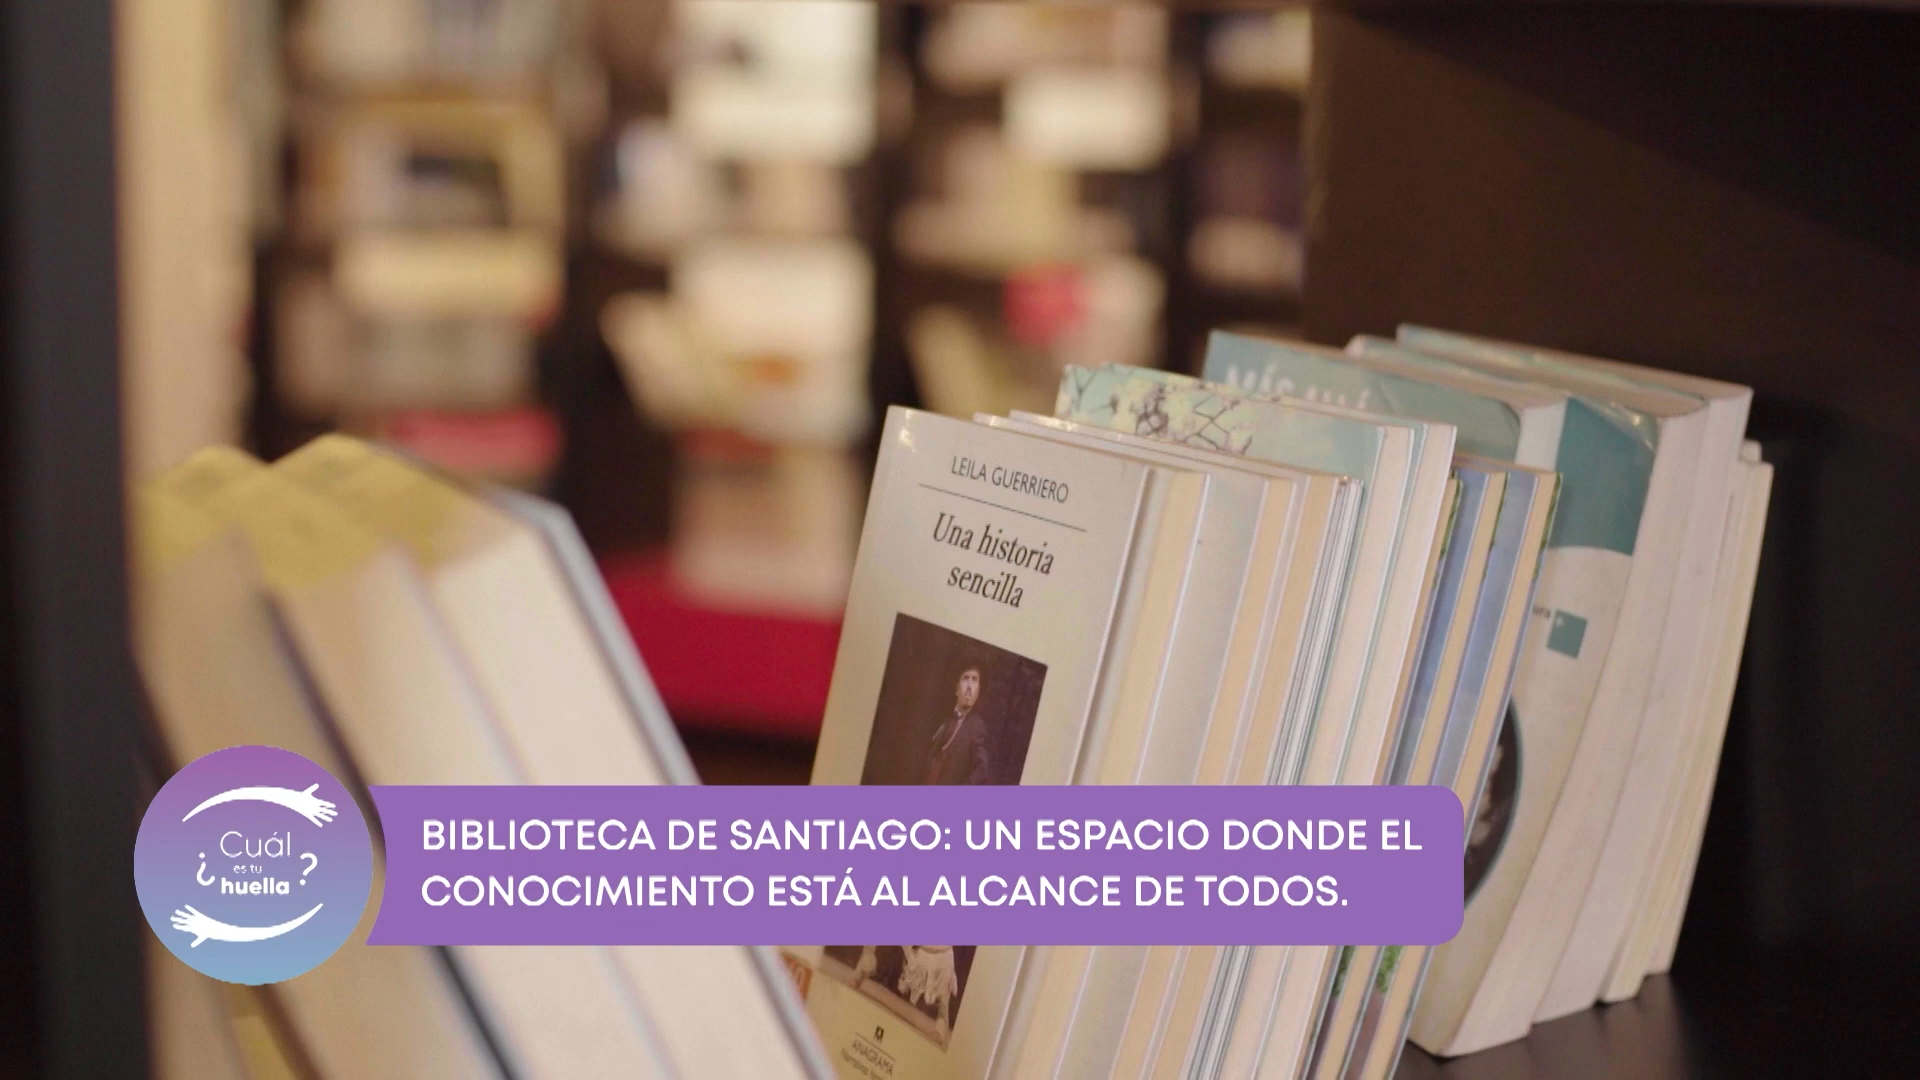 LEILA GUERRIERO
Una historia
sencilla
¿Cuál
es tu
huella?
BIBLIOTECA DE SANTIAGO: UN ESPACIO DONDE EL
CONOCIMIENTO ESTÁ AL ALCANCE DE TODOS.
ANAGRAMA